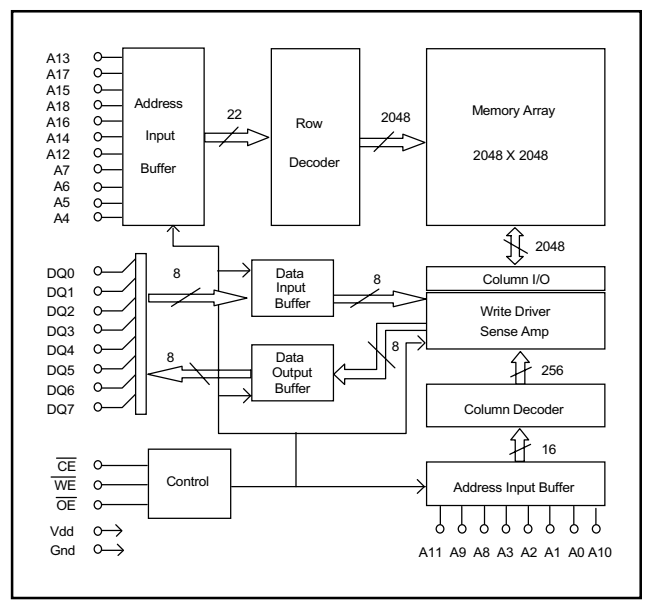 A13
A17
A15
A18
A16
A14
A12
A7
A6
A5
A4
Address
Input
Buffer
22
Row
Decoder
2048
Memory Array
2048 X 2048
2048
DQ0
DQ1
DQ2
DQ3
DQ4
DQ5
DQ6
DQ7
8
Data
Input
Buffer
8
Column I/O
Write Driver
Sense Amp
8
Data
Output
Buffer
8
256
Column Decoder
16
CE
WE
OE
Control
Address Input Buffer
Vdd
Gnd
A11 A9 A8 A3 A2 A1 A0 A10